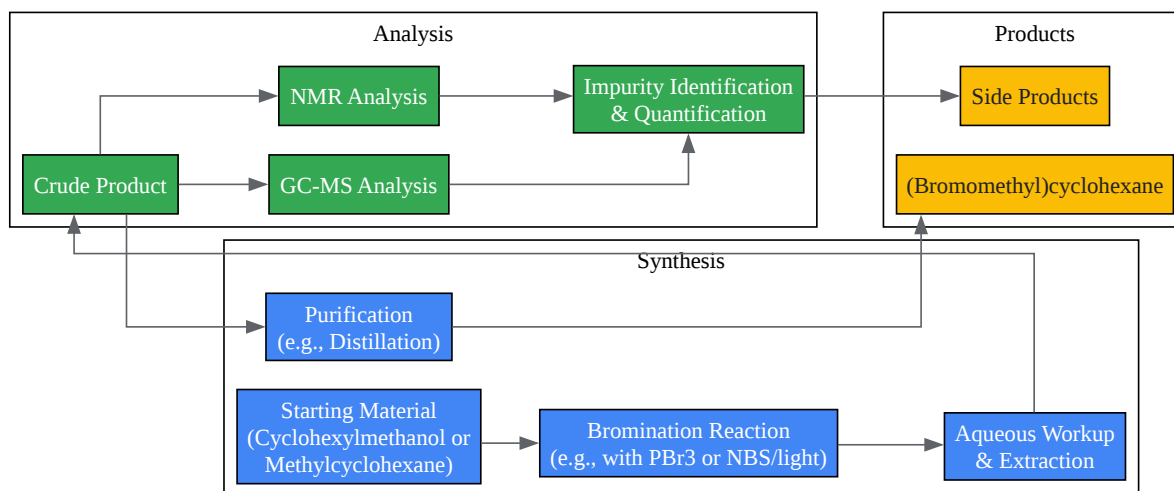 Analysis
Products
NMR Analysis
Impurity Identification
& Quantification
Side Products
Crude Product
GC-MS Analysis
(Bromomethyl)cyclohexane
Synthesis
Purification
(e.g., Distillation)
Starting Material
(Cyclohexylmethanol or
Methylcyclohexane)
Bromination Reaction
(e.g., with PBr3 or NBS/light)
Aqueous Workup
& Extraction